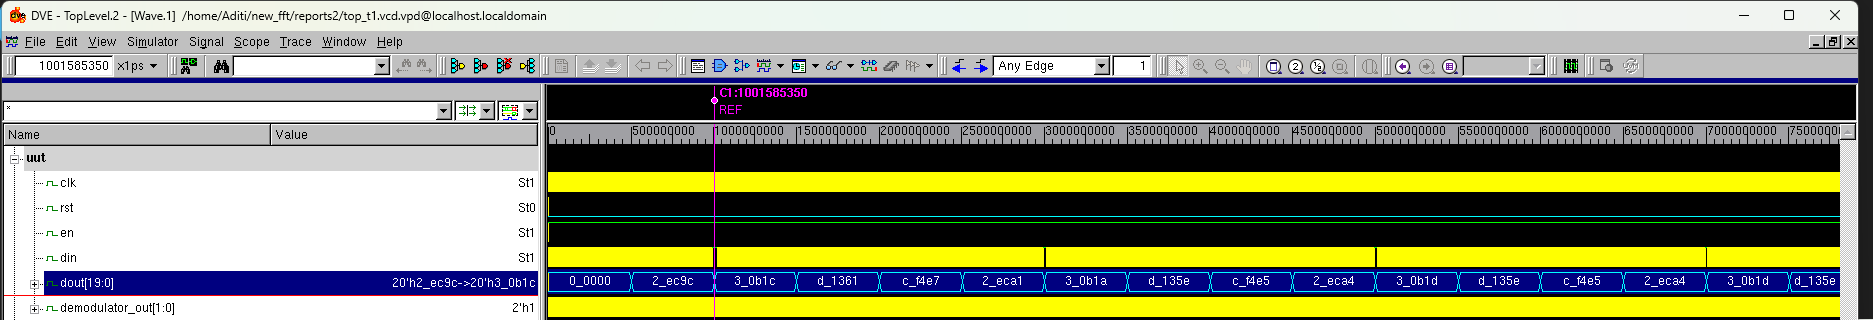 DVE - TopLevel.2 - [Wave.1] /home/Aditi/new_fft/reports2/top_t1.vcd.vpd@localhost.localdomain
File Edit View Simulator Signal Scope Trace Window Help
1001585350 x1ps Any Edge 1
C1:1001585350
REF
*
0 500000000 1000000000 1500000000 2000000000 2500000000 3000000000 3500000000 4000000000 4500000000 5000000000 5500000000 6000000000 6500000000 7000000000
Name Value
uut
clk St1
rst St0
en St1
din St1
dout[19:0] 20'h2_ec9c->20'h3_0b1c 0_0000 2_ec9c 3_0b1c d_1361 c_f4e7 2_eca1 3_0b1a d_135e c_f4e5 2_eca4 3_0b1d d_135e c_f4e5 2_eca4 3_0b1d d_135e
demodulator_out[1:0] 2'h1